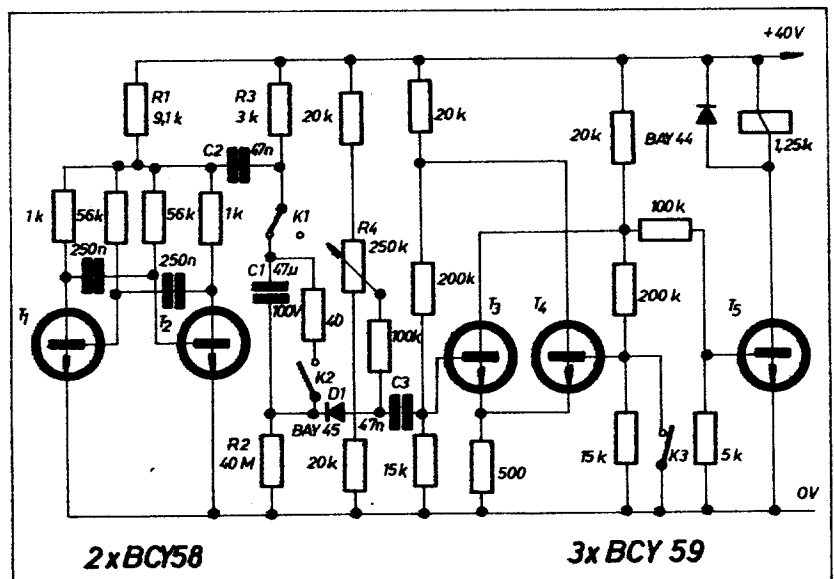 +40V
R1
9,1k
R3
3k
20k
20k
20k
BAY 44
1,25k
C2
47n
1k
56k
56k
1k
K1
R4
250k
100k
250n
250n
C1
47µ
100V
200k
200k
T1
T2
40
100k
T3
T4
T5
K2
D1
C3
BAY 45
47n
R2
40M
20k
15k
500
15k
K3
5k
0V
2xBCY58
3xBCY 59